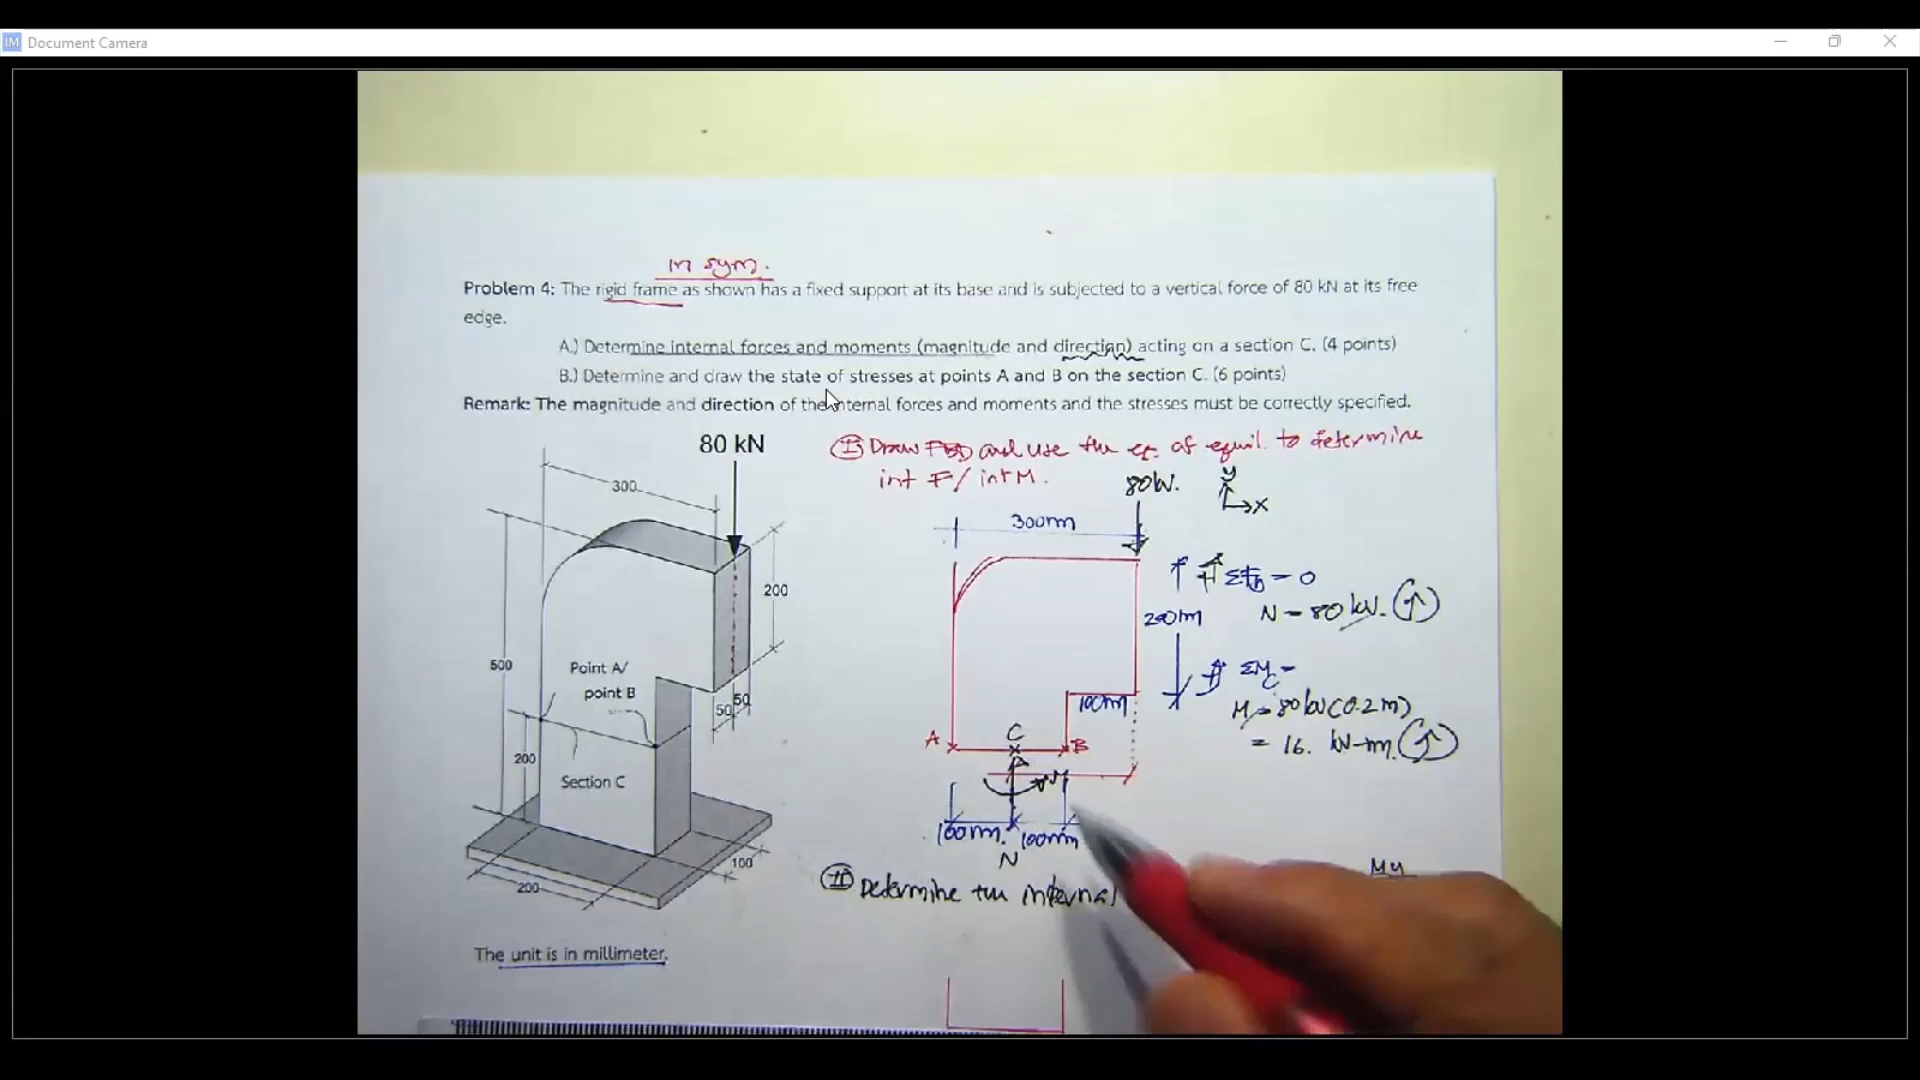 IM Document Camera
In sym.
Problem 4: The rigid frame as shown has a fixed support at its base and is subjected to a vertical force of 80 kN at its free
edge.
A.) Determine internal forces and moments (magnitude and direction) acting on a section C. (4 points)
B.) Determine and draw the state of stresses at points A and B on the section C. (6 points)
Remark: The magnitude and direction of the internal forces and moments and the stresses must be correctly specified.
80 kN
300
500
200
Point A/
point B
50
50
200
Section C
200
100
The unit is in millimeter.
I Draw FBD and use the eq. of equil. to determine
int F/ int M.
80kN.
y
x
300mm
200mm
100mm
A
C
B
M
100mm.
100mm
N
ΣF = 0
N = 80 kN.
ΣM_C =
M = 80 kN(0.2 m)
= 16. kN-m.
II Determine the internal